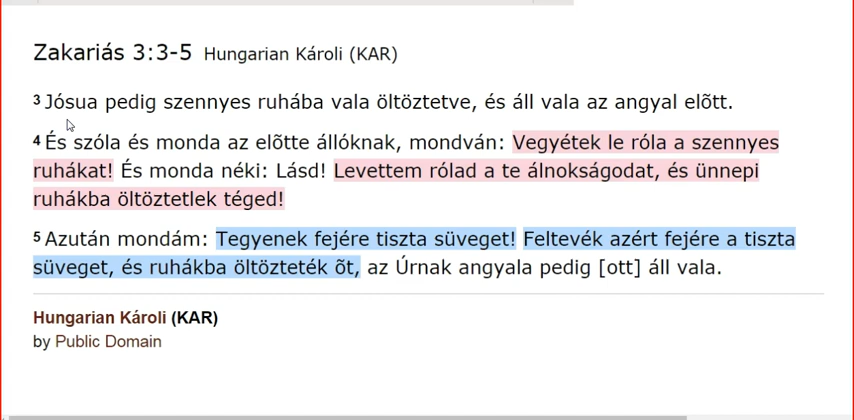 Zakariás 3:3-5 Hungarian Károli (KAR)
3 Jósua pedig szennyes ruhába vala öltöztetve, és áll vala az angyal elõtt.
4 És szóla és monda az elõtte állóknak, mondván: Vegyétek le róla a szennyes
ruhákat! És monda néki: Lásd! Levettem rólad a te álnokságodat, és ünnepi
ruhákba öltöztetlek téged!
5 Azután mondám: Tegyenek fejére tiszta süveget! Feltevék azért fejére a tiszta
süveget, és ruhákba öltözteték õt, az Úrnak angyala pedig [ott] áll vala.
Hungarian Károli (KAR)
by Public Domain